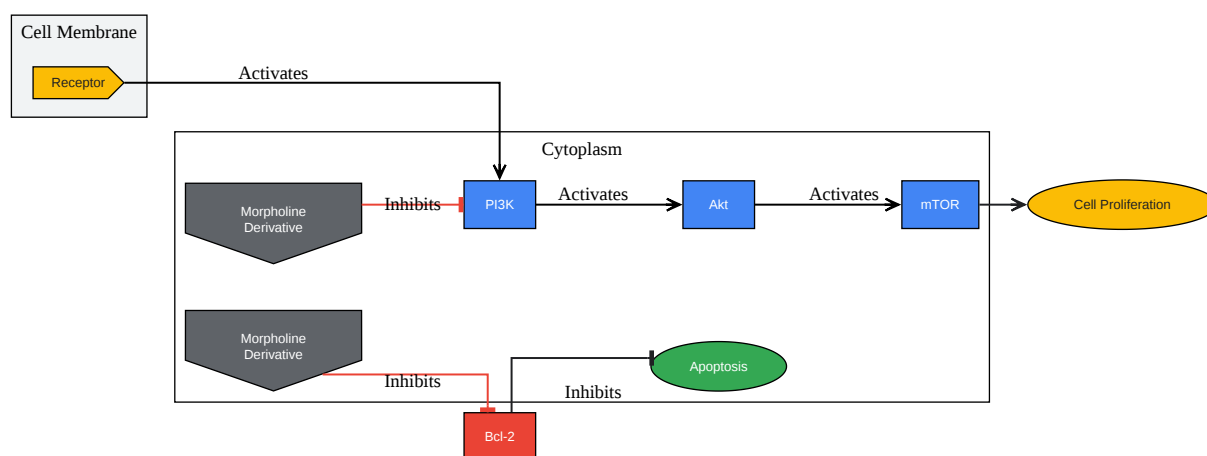 Cell Membrane
Receptor
Activates
Cytoplasm
Morpholine
Derivative
Inhibits
PI3K
Activates
Akt
Activates
mTOR
Cell Proliferation
Morpholine
Derivative
Inhibits
Apoptosis
Inhibits
Bcl-2